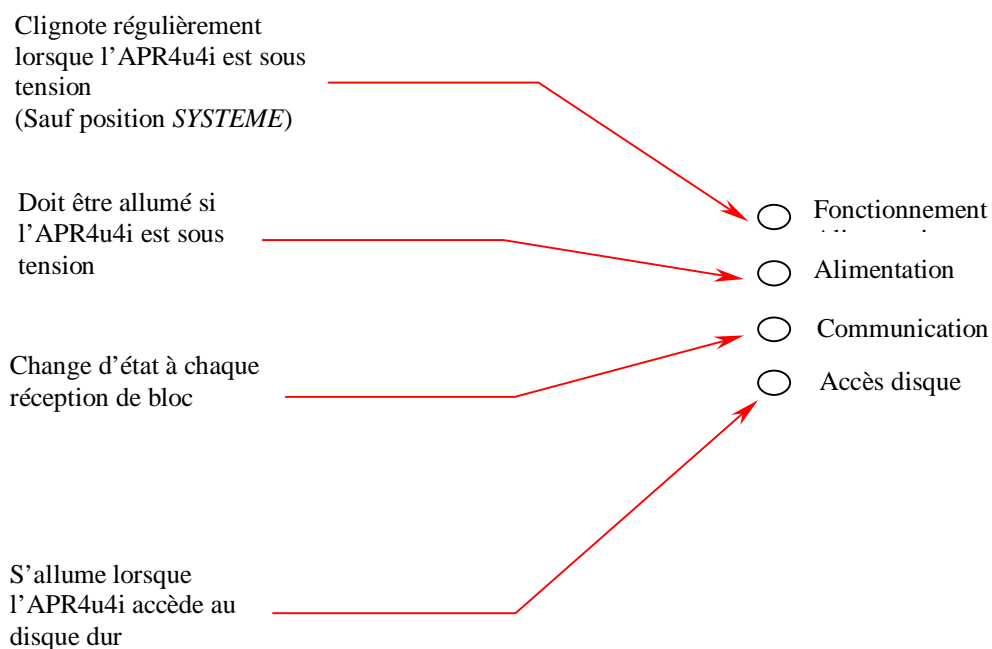 Clignote régulièrement
lorsque l’APR4u4i est sous
tension
(Sauf position SYSTEME)
Doit être allumé si
l’APR4u4i est sous
tension
Change d’état à chaque
réception de bloc
S’allume lorsque
l’APR4u4i accède au
disque dur
Fonctionnement
Alimentation
Communication
Accès disque